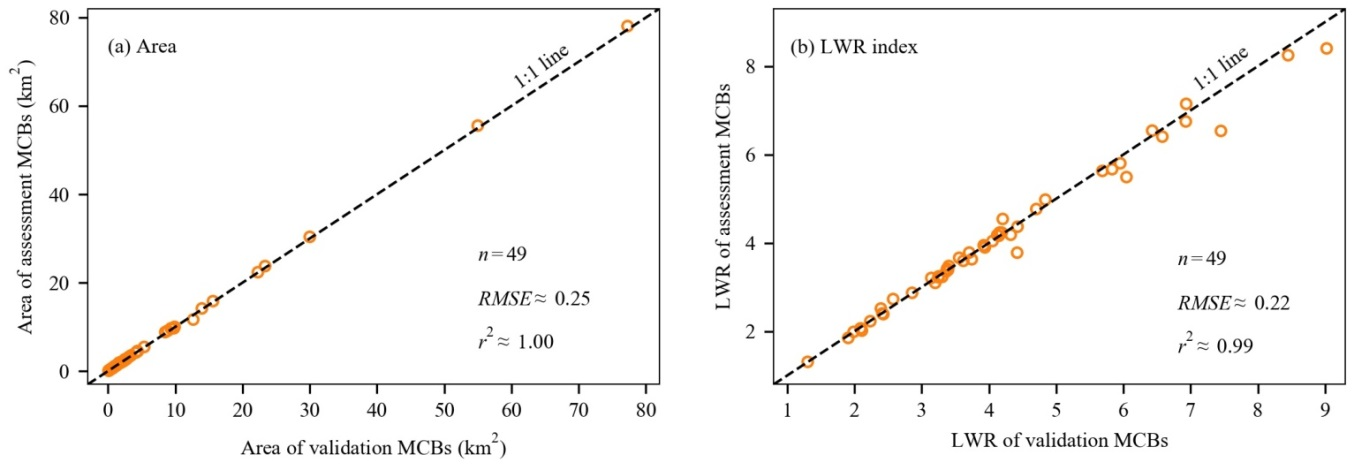 (a) Area
1:1 line
n=49
RMSE≈ 0.25
r²≈ 1.00
80
60
40
20
0
0 10 20 30 40 50 60 70 80
Area of assessment MCBs (km²)
Area of validation MCBs (km²)
(b) LWR index
1:1 line
n=49
RMSE≈ 0.22
r²≈ 0.99
8
6
4
2
1 2 3 4 5 6 7 8 9
LWR of assessment MCBs
LWR of validation MCBs